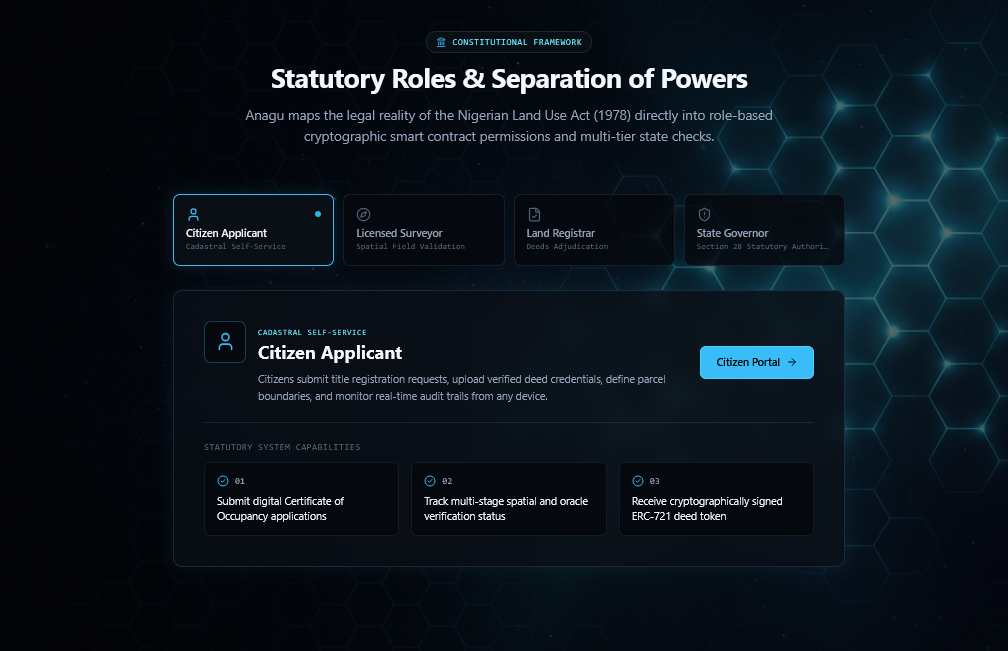 CONSTITUTIONAL FRAMEWORK
Statutory Roles & Separation of Powers
Anagu maps the legal reality of the Nigerian Land Use Act (1978) directly into role-based
cryptographic smart contract permissions and multi-tier state checks.
Citizen Applicant
Cadastral Self-Service
Licensed Surveyor
Spatial Field Validation
Land Registrar
Deeds Adjudication
State Governor
Section 28 Statutory Authori…
CADASTRAL SELF-SERVICE
Citizen Applicant
Citizens submit title registration requests, upload verified deed credentials, define parcel
boundaries, and monitor real-time audit trails from any device.
Citizen Portal →
STATUTORY SYSTEM CAPABILITIES
01
Submit digital Certificate of
Occupancy applications
02
Track multi-stage spatial and oracle
verification status
03
Receive cryptographically signed
ERC-721 deed token